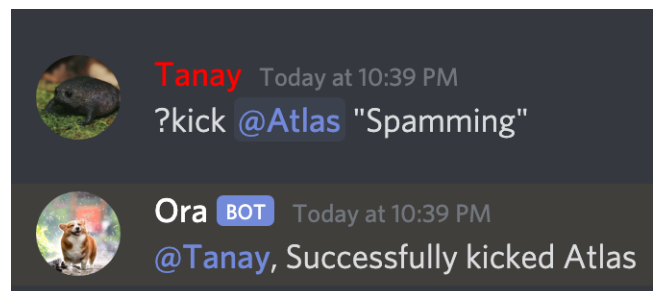 Tanay Today at 10:39 PM
?kick @Atlas "Spamming"
Ora BOT Today at 10:39 PM
@Tanay, Successfully kicked Atlas